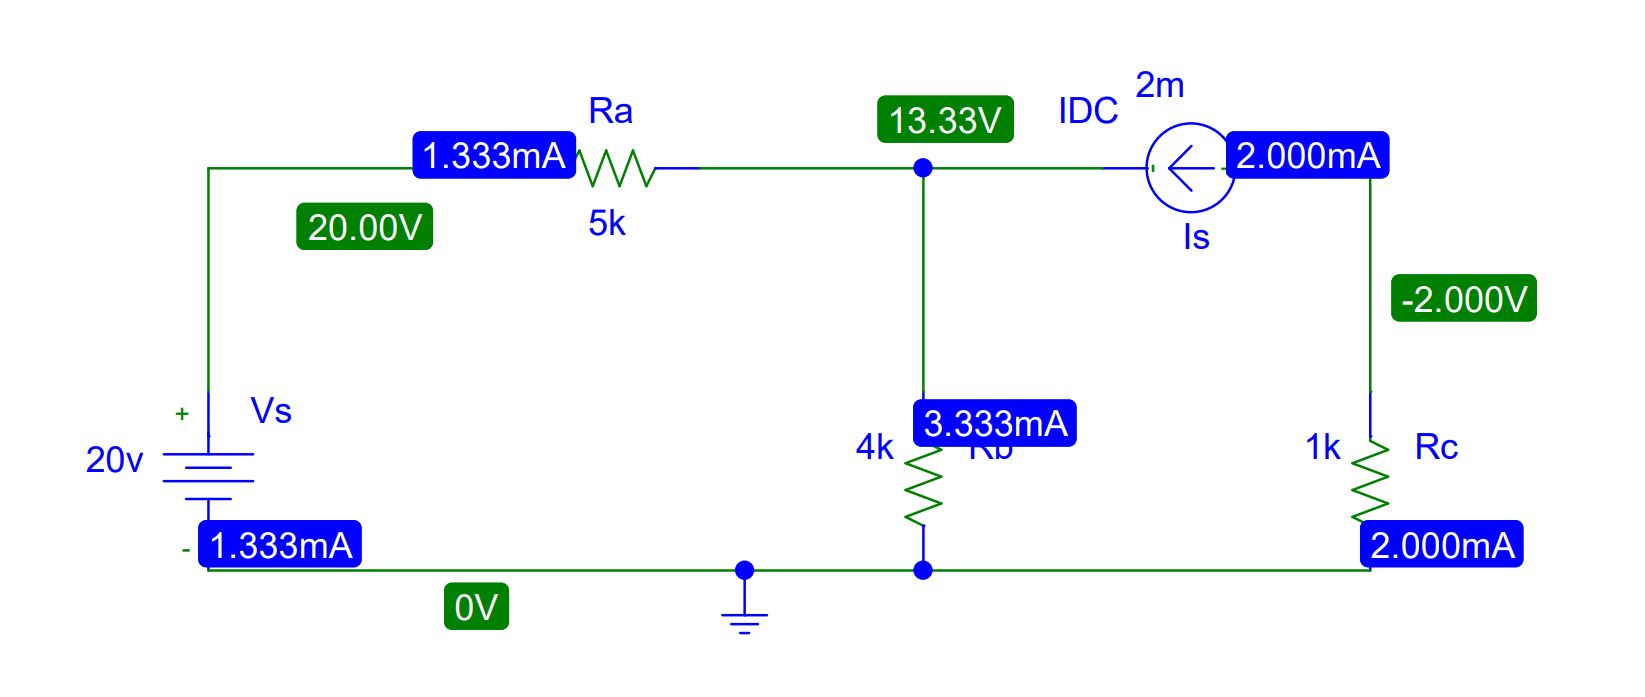 2m
Ra
IDC
13.33V
1.333mA
2.000mA
20.00V
5k
Is
-2.000V
+
Vs
3.333mA
20v
4k
Rb
1k
Rc
-
1.333mA
2.000mA
0V